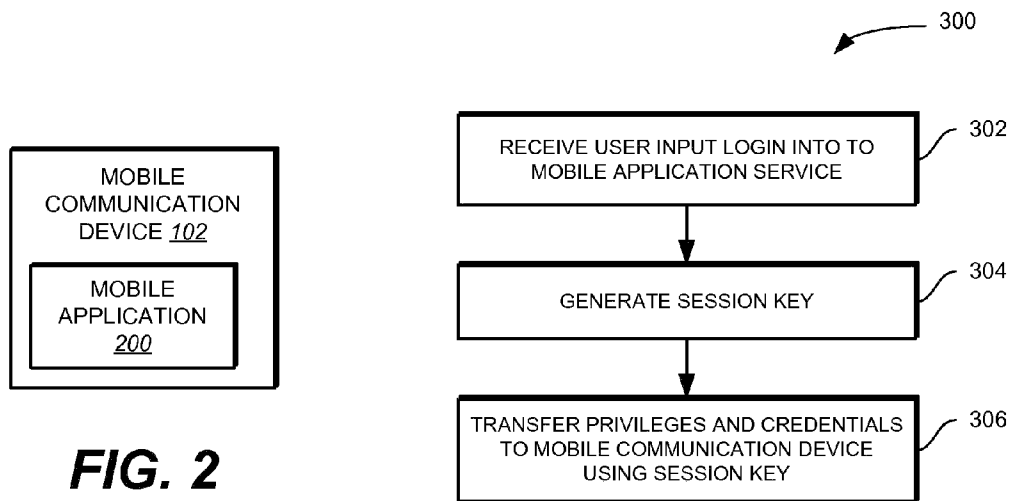 300
MOBILE
COMMUNICATION
DEVICE 102
MOBILE
APPLICATION
200
FIG. 2
RECEIVE USER INPUT LOGIN INTO TO
MOBILE APPLICATION SERVICE
302
GENERATE SESSION KEY
304
TRANSFER PRIVILEGES AND CREDENTIALS
TO MOBILE COMMUNICATION DEVICE
USING SESSION KEY
306